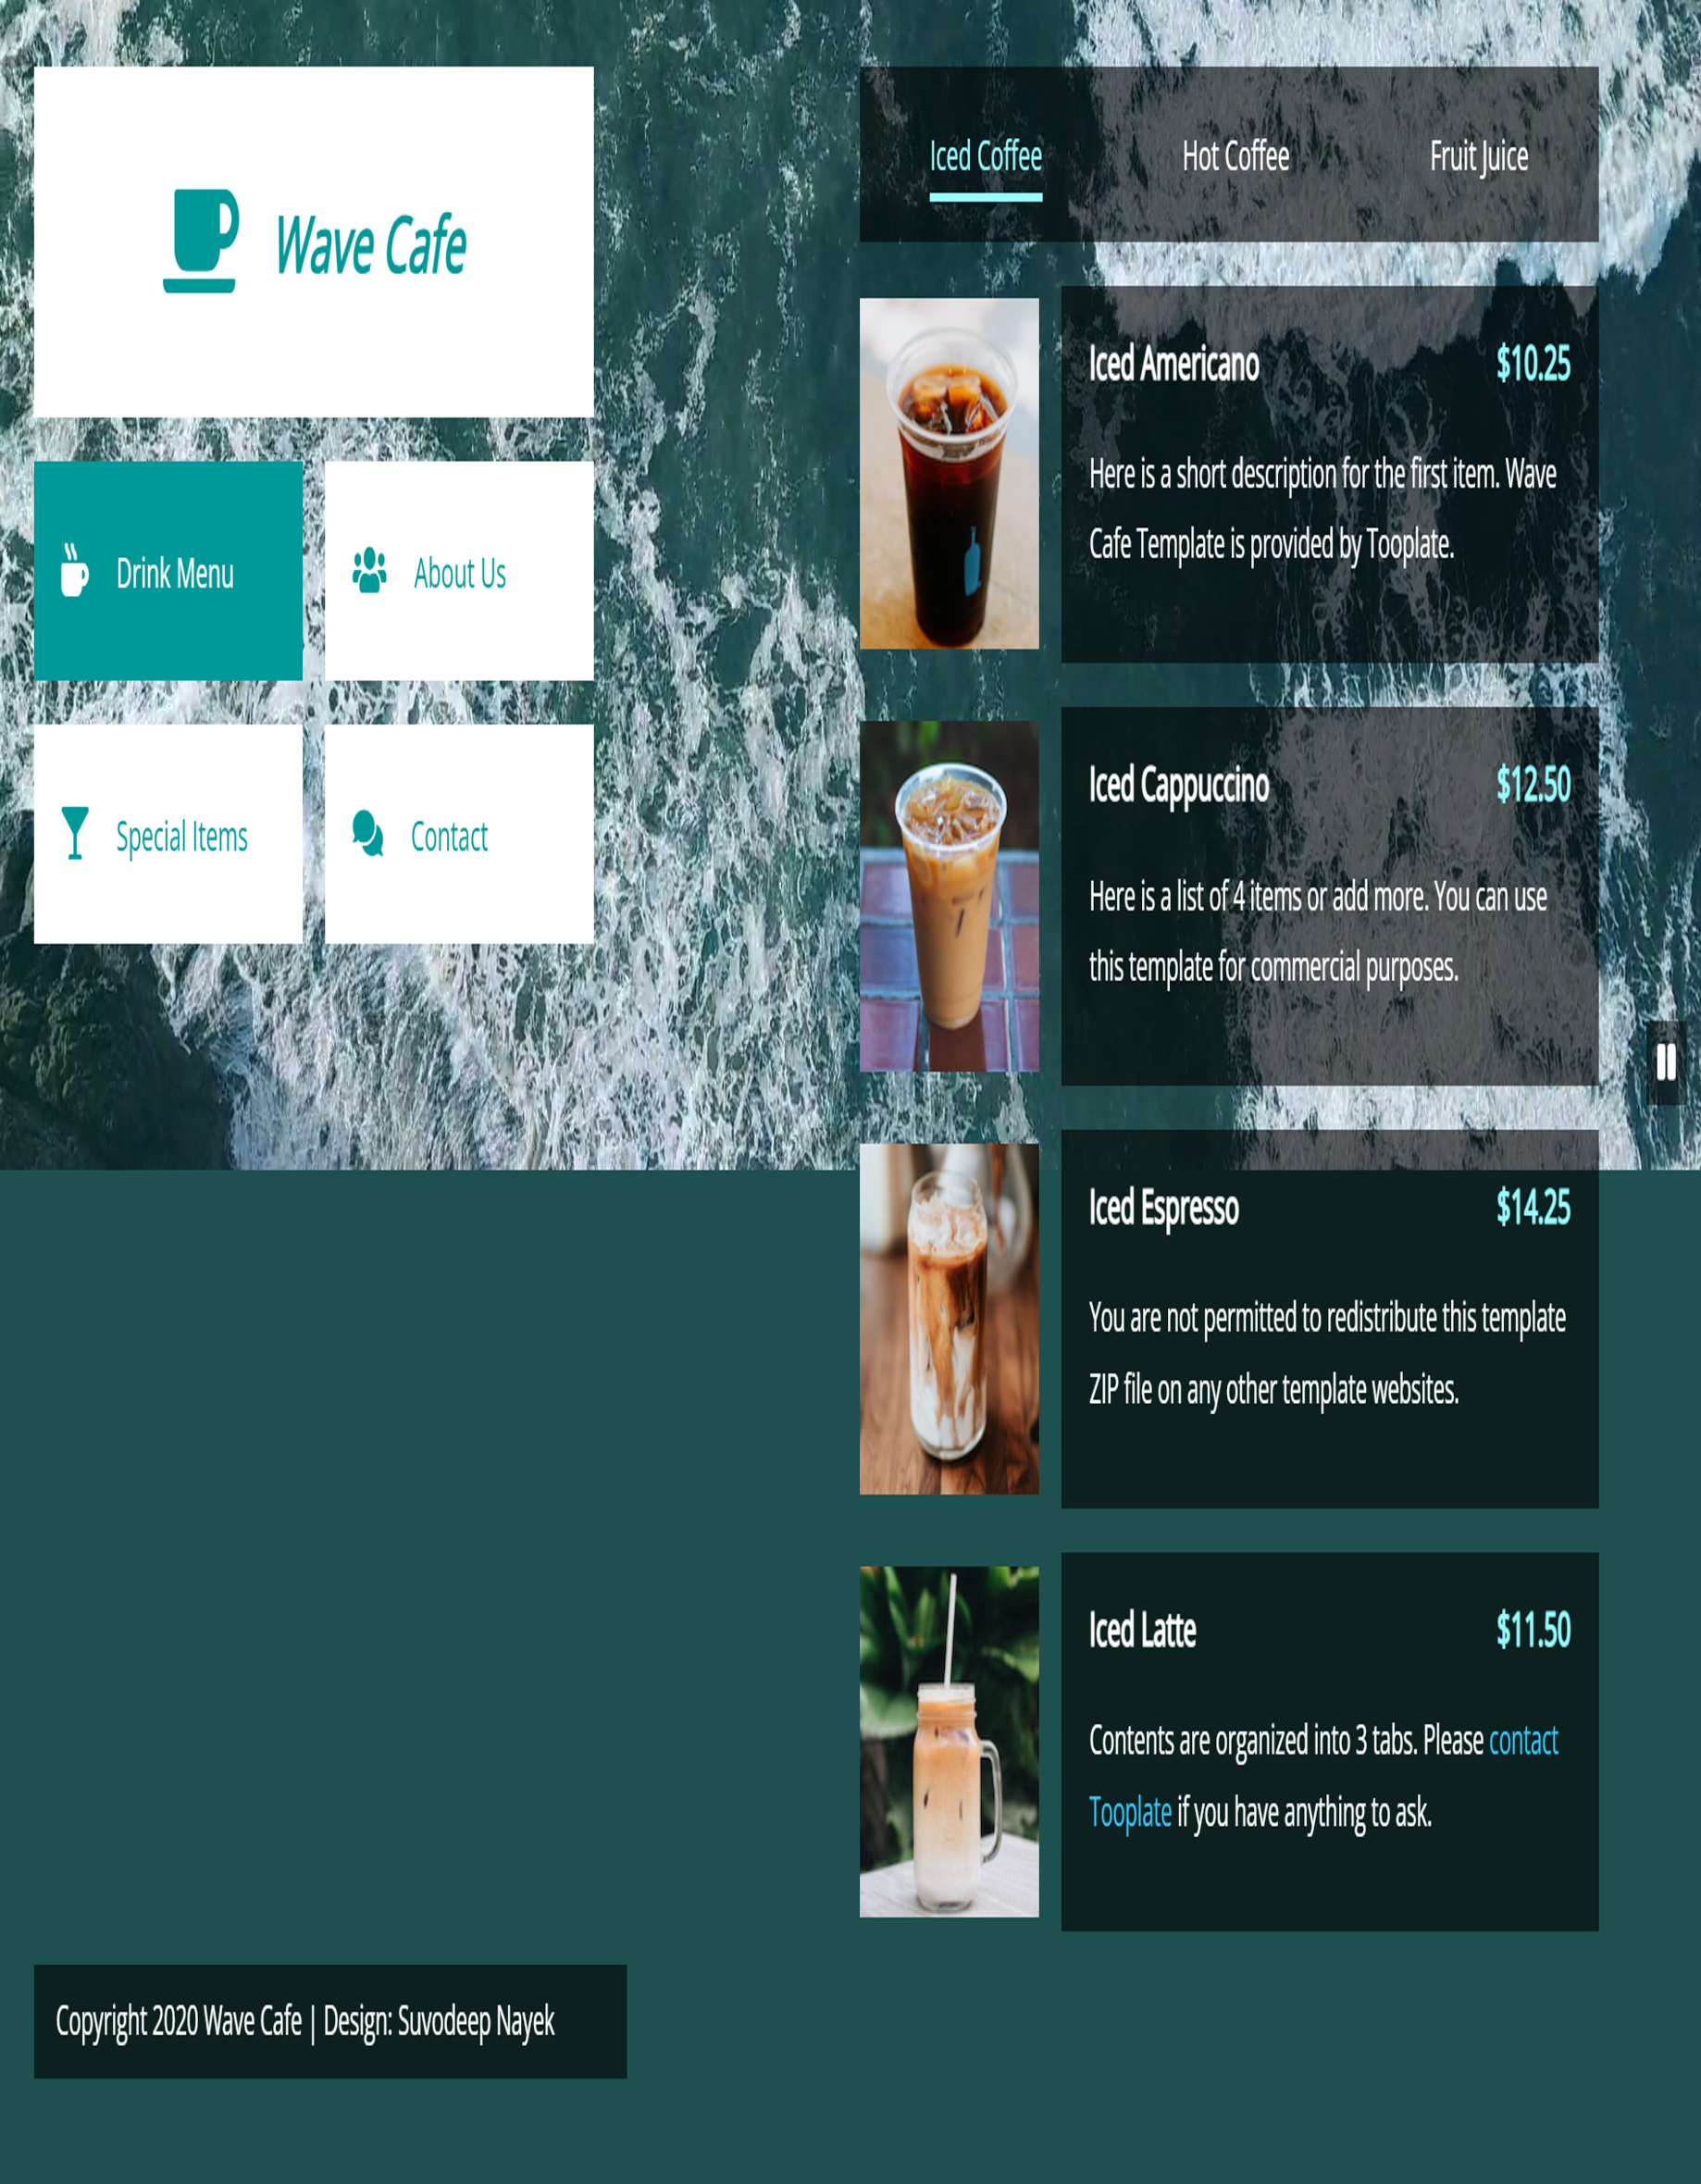 Wave Cafe
Drink Menu
About Us
Special Items
Contact
Iced Coffee
Hot Coffee
Fruit Juice
Iced Americano
$10.25
Here is a short description for the first item. Wave
Cafe Template is provided by Tooplate.
Iced Cappuccino
$12.50
Here is a list of 4 items or add more. You can use
this template for commercial purposes.
Iced Espresso
$14.25
You are not permitted to redistribute this template
ZIP file on any other template websites.
Iced Latte
$11.50
Contents are organized into 3 tabs. Please contact
Tooplate if you have anything to ask.
Copyright 2020 Wave Cafe | Design: Suvodeep Nayek